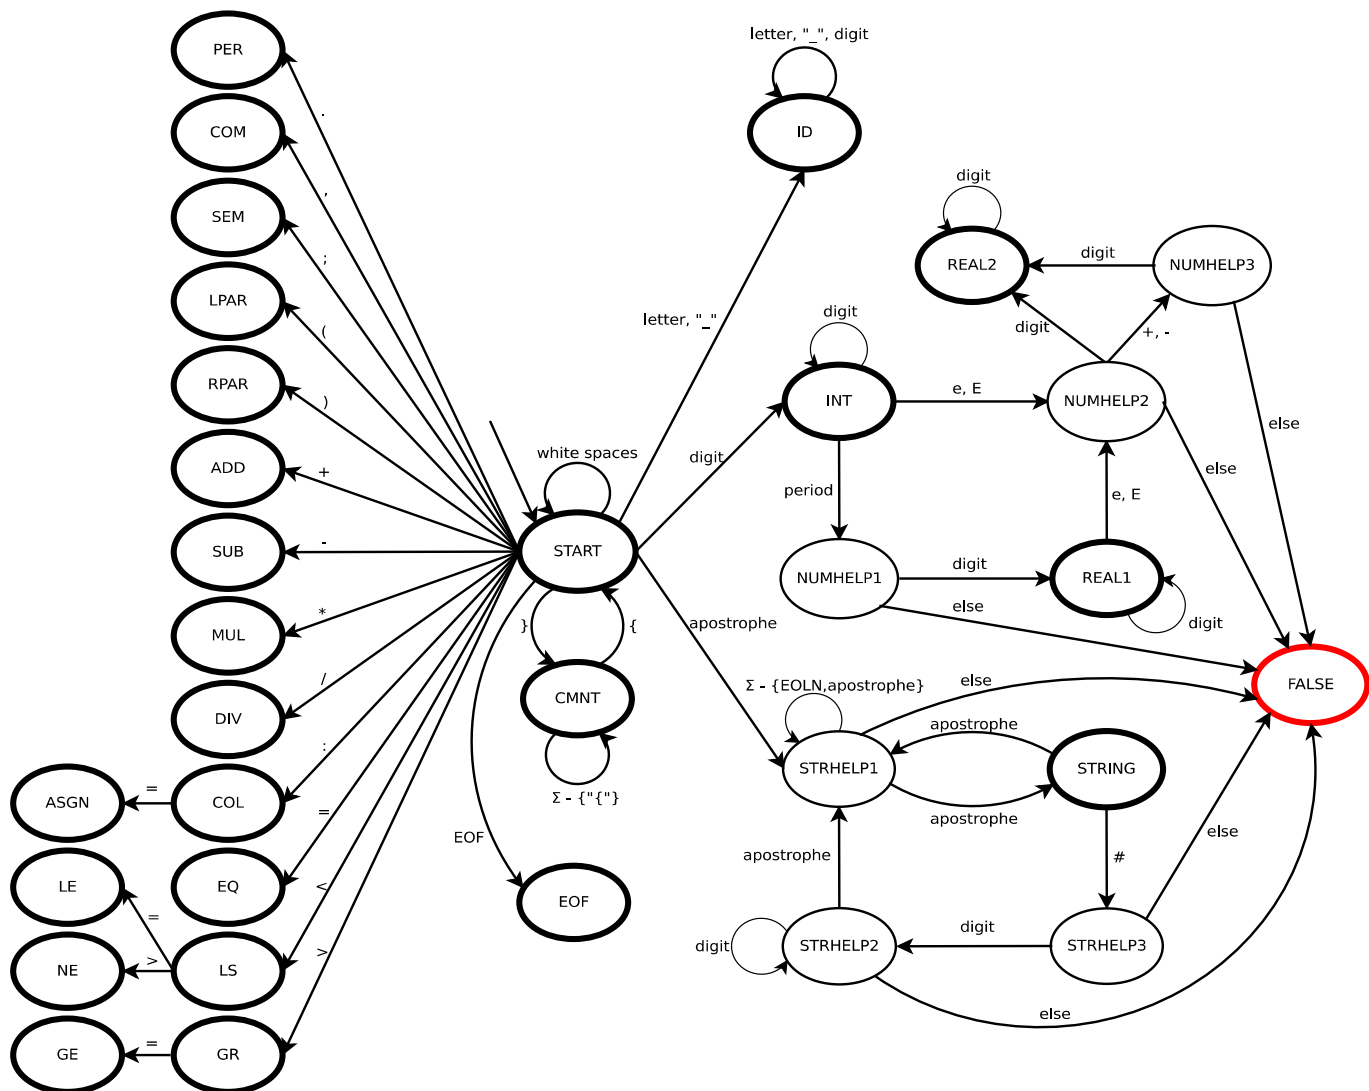 PER
letter, "_", digit
.
COM
ID
digit
,
SEM
;
REAL2
digit
NUMHELP3
LPAR
digit
letter, "_"
digit
+, -
(
RPAR
INT
e, E
NUMHELP2
)
else
white spaces
digit
ADD
+
else
period
e, E
SUB
-
START
NUMHELP1
digit
REAL1
else
*
MUL
}
{
apostrophe
digit
/
CMNT
Σ - {EOLN,apostrophe}
else
FALSE
DIV
:
apostrophe
STRHELP1
STRING
ASGN
=
COL
=
Σ - {"{"}
apostrophe
EOF
else
apostrophe
#
LE
EQ
<
EOF
=
digit
STRHELP2
digit
STRHELP3
>
NE
>
LS
else
GE
=
GR